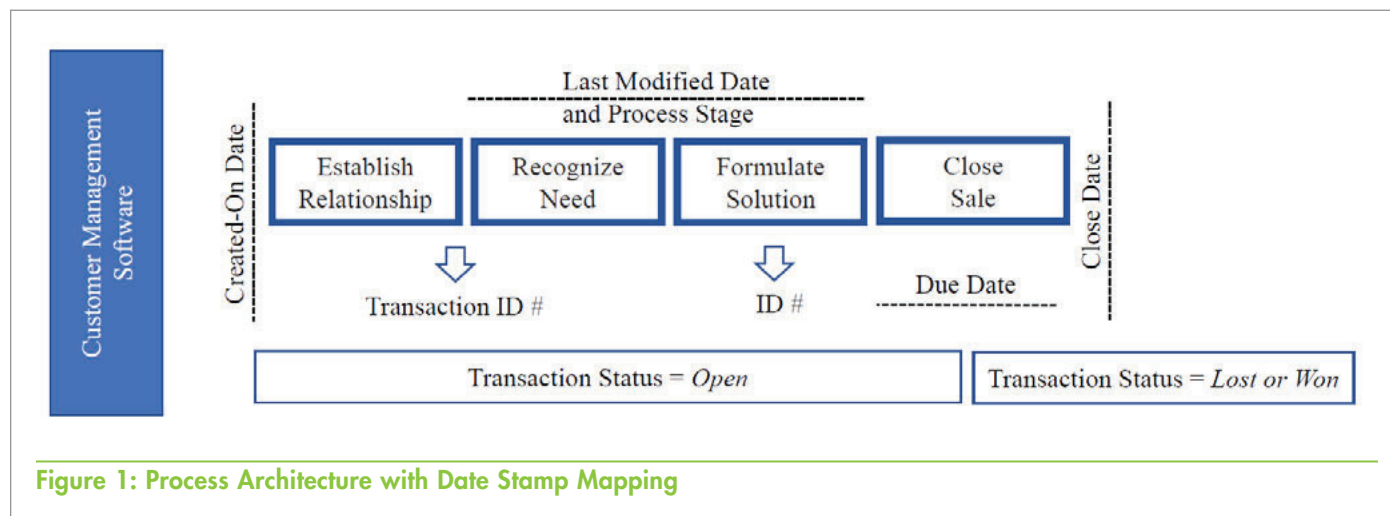 Customer Management
Software
Created-On Date
Last Modified Date
and Process Stage
Establish
Relationship
Recognize
Need
Formulate
Solution
Close
Sale
Close Date
Transaction ID #
ID #
Due Date
Transaction Status = Open
Transaction Status = Lost or Won
Figure 1: Process Architecture with Date Stamp Mapping